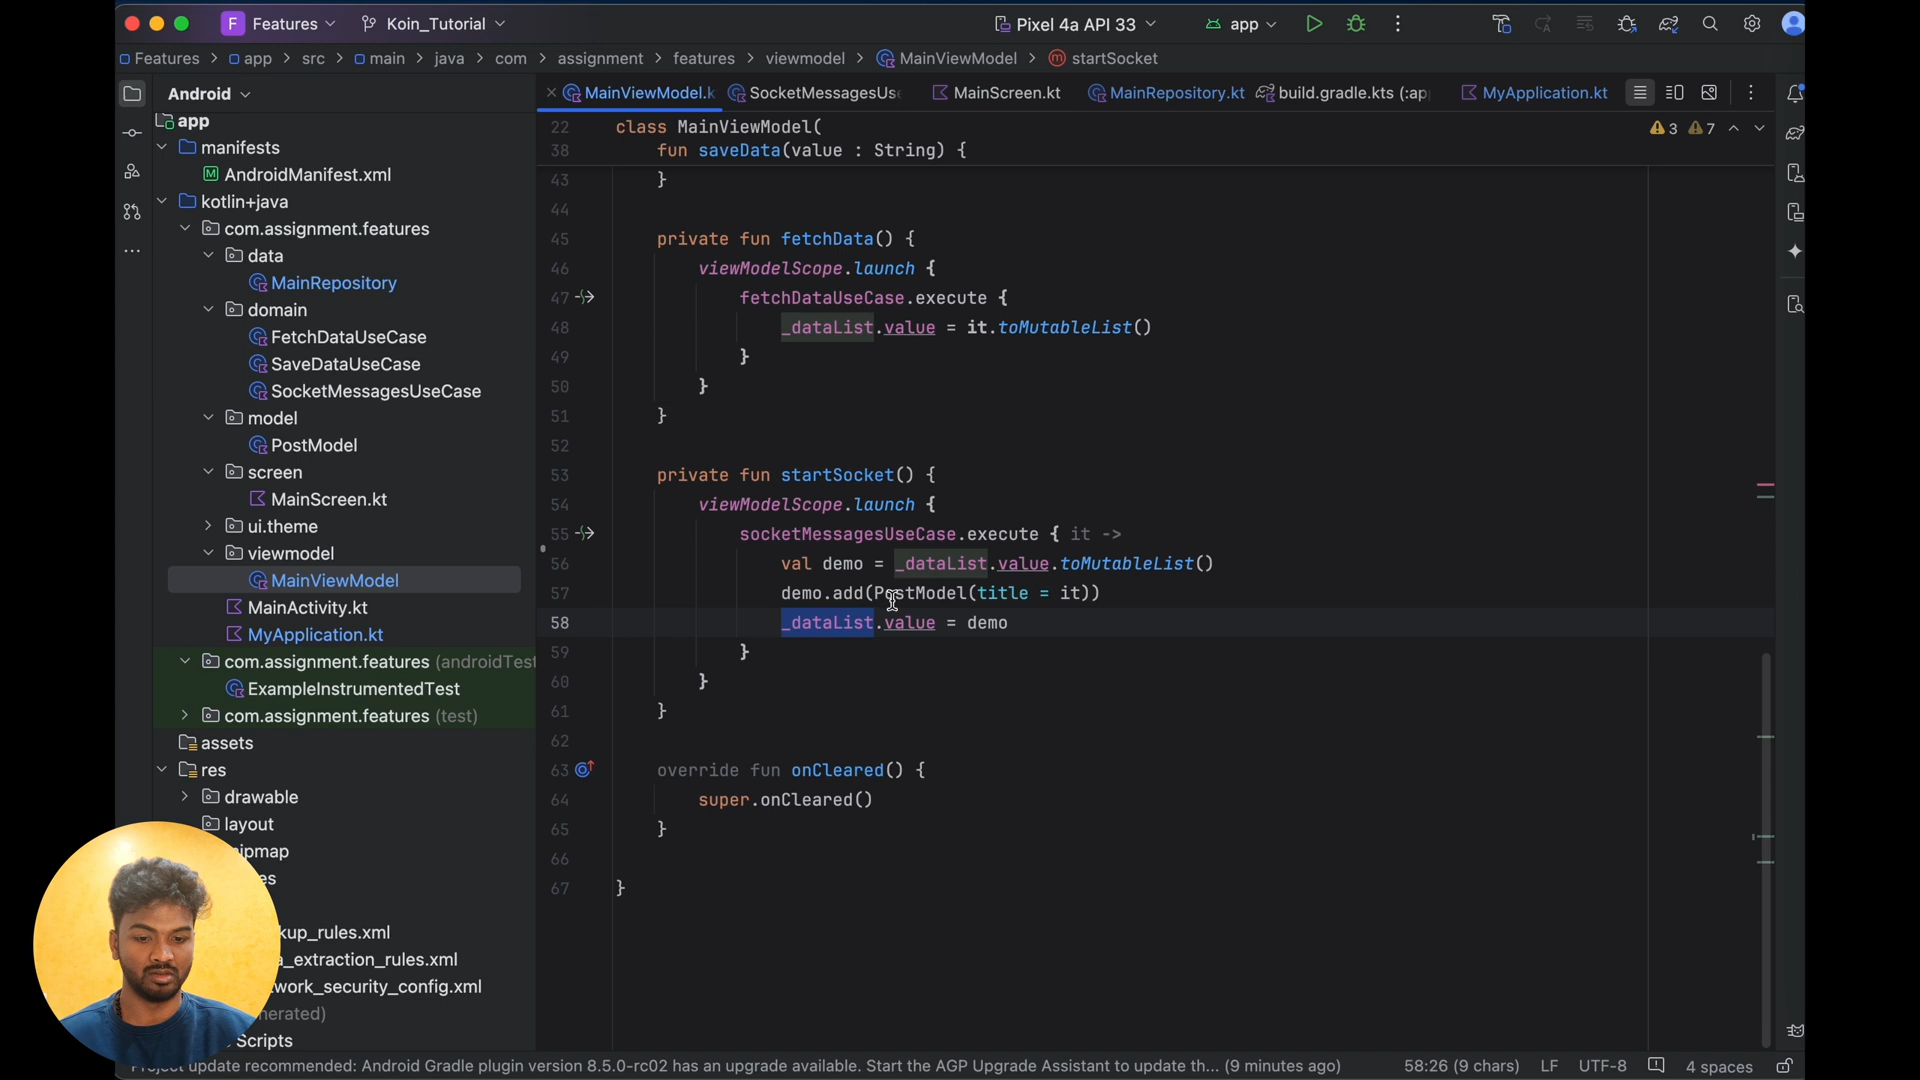 F Features Koin_Tutorial Pixel 4a API 33 app
Features app src main java com assignment features viewmodel MainViewModel m startSocket
Android
MainViewModel.k SocketMessagesUse MainScreen.kt MainRepository.kt build.gradle.kts (:app MyApplication.kt
app
manifests
AndroidManifest.xml
kotlin+java
com.assignment.features
data
MainRepository
domain
FetchDataUseCase
SaveDataUseCase
SocketMessagesUseCase
model
PostModel
screen
MainScreen.kt
ui.theme
viewmodel
MainViewModel
MainActivity.kt
MyApplication.kt
com.assignment.features (androidTest
ExampleInstrumentedTest
com.assignment.features (test)
assets
res
drawable
layout
ipmap
es
kup_rules.xml
a_extraction_rules.xml
work_security_config.xml
nerated)
Scripts
3 7
22 class MainViewModel(
38 fun saveData(value : String) {
43 }
44
45 private fun fetchData() {
46 viewModelScope.launch {
47 fetchDataUseCase.execute {
48 _dataList.value = it.toMutableList()
49 }
50 }
51 }
52
53 private fun startSocket() {
54 viewModelScope.launch {
55 socketMessagesUseCase.execute { it ->
56 val demo = _dataList.value.toMutableList()
57 demo.add(PostModel(title = it))
58 _dataList.value = demo
59 }
60 }
61 }
62
63 override fun onCleared() {
64 super.onCleared()
65 }
66
67 }
Project update recommended: Android Gradle plugin version 8.5.0-rc02 has an upgrade available. Start the AGP Upgrade Assistant to update th... (9 minutes ago) 58:26 (9 chars) LF UTF-8 4 spaces